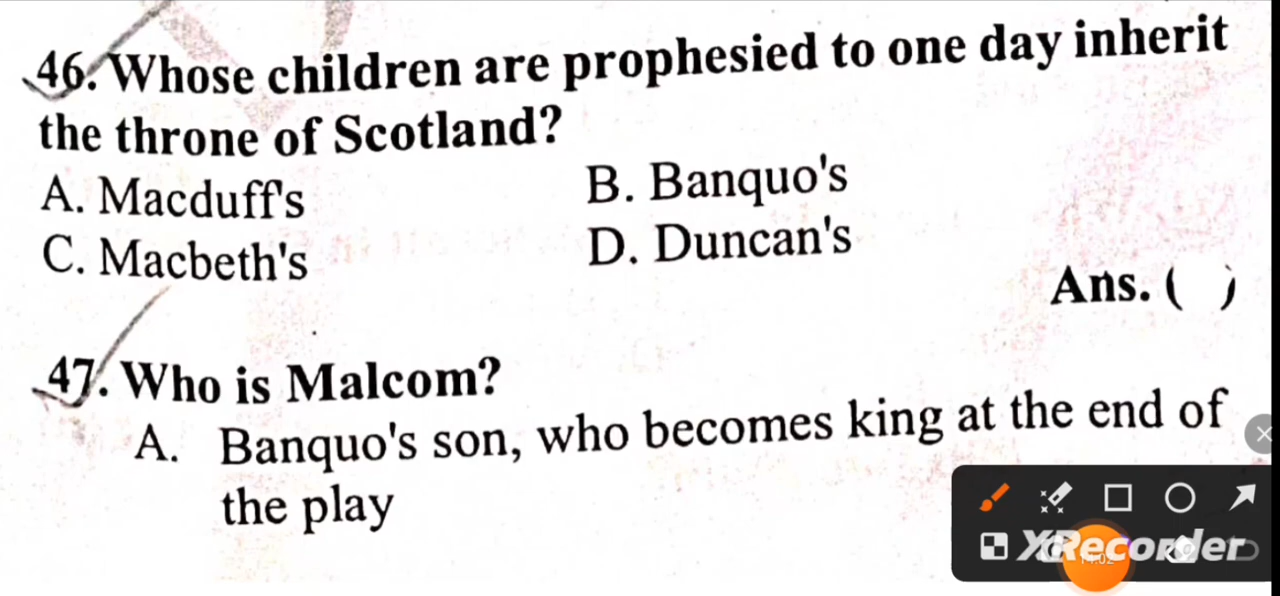 46. Whose children are prophesied to one day inherit
the throne of Scotland?
A. Macduff's
B. Banquo's
C. Macbeth's
D. Duncan's
Ans. ( )
47. Who is Malcom?
A. Banquo's son, who becomes king at the end of
the play
XRecorder